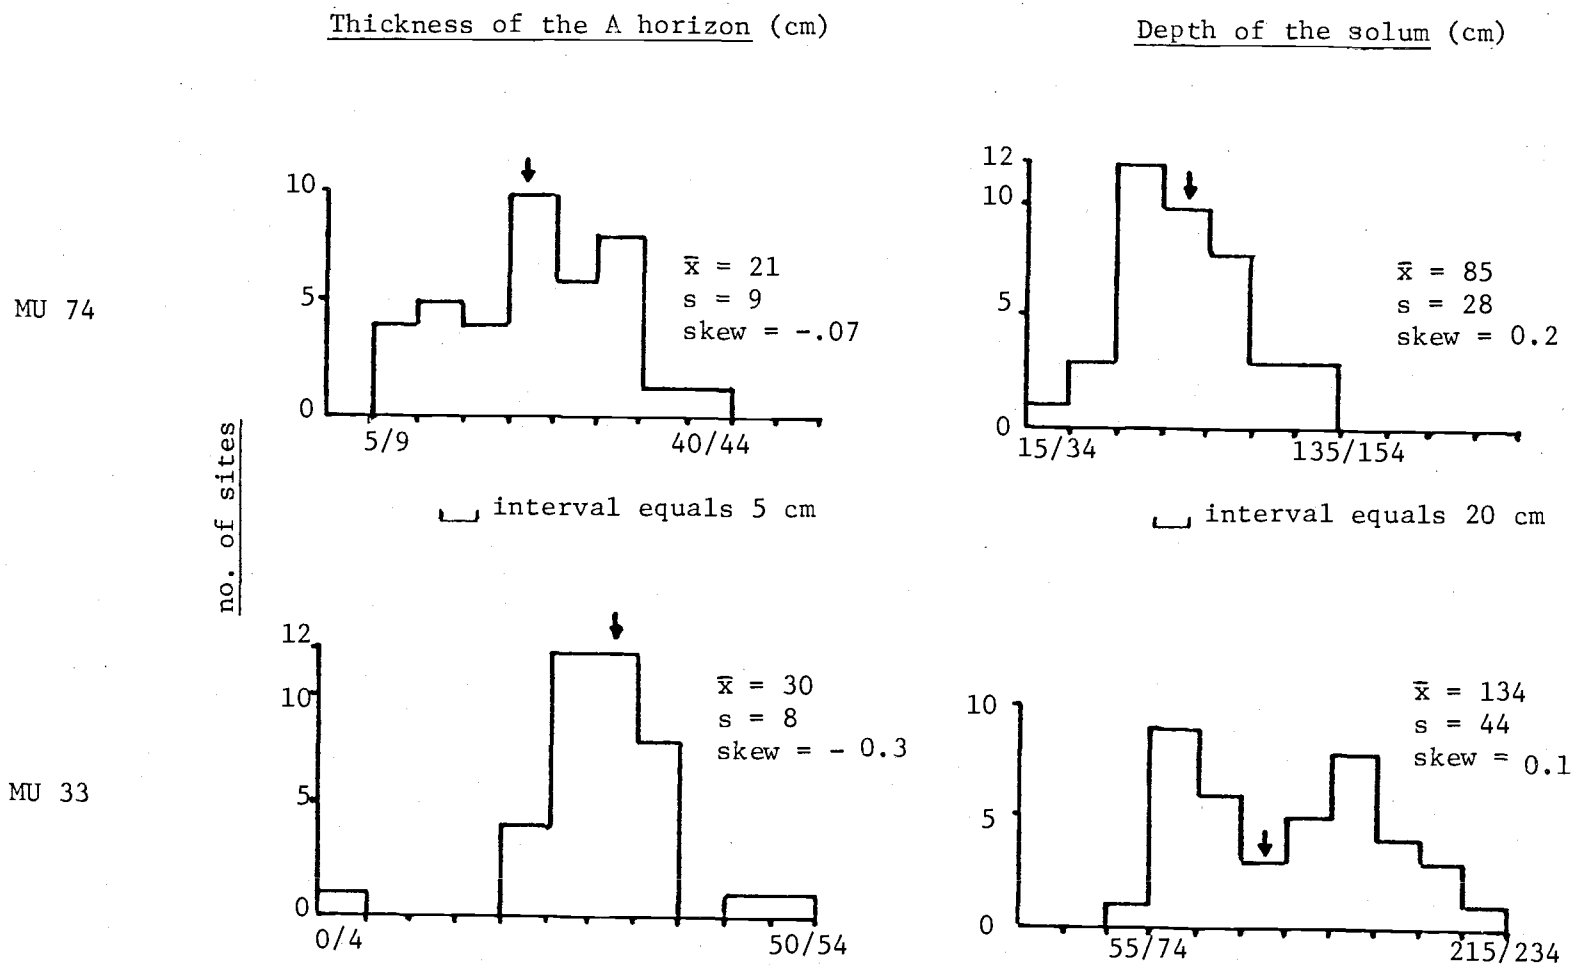 Thickness of the A horizon (cm)
Depth of the solum (cm)
MU 74
no. of sites
10
5
0
5/9
40/44
x̄ = 21
s = 9
skew = -.07
interval equals 5 cm
12
10
5
0
15/34
135/154
x̄ = 85
s = 28
skew = 0.2
interval equals 20 cm
MU 33
12
10
5
0
0/4
50/54
x̄ = 30
s = 8
skew = - 0.3
10
5
0
55/74
215/234
x̄ = 134
s = 44
skew = 0.1